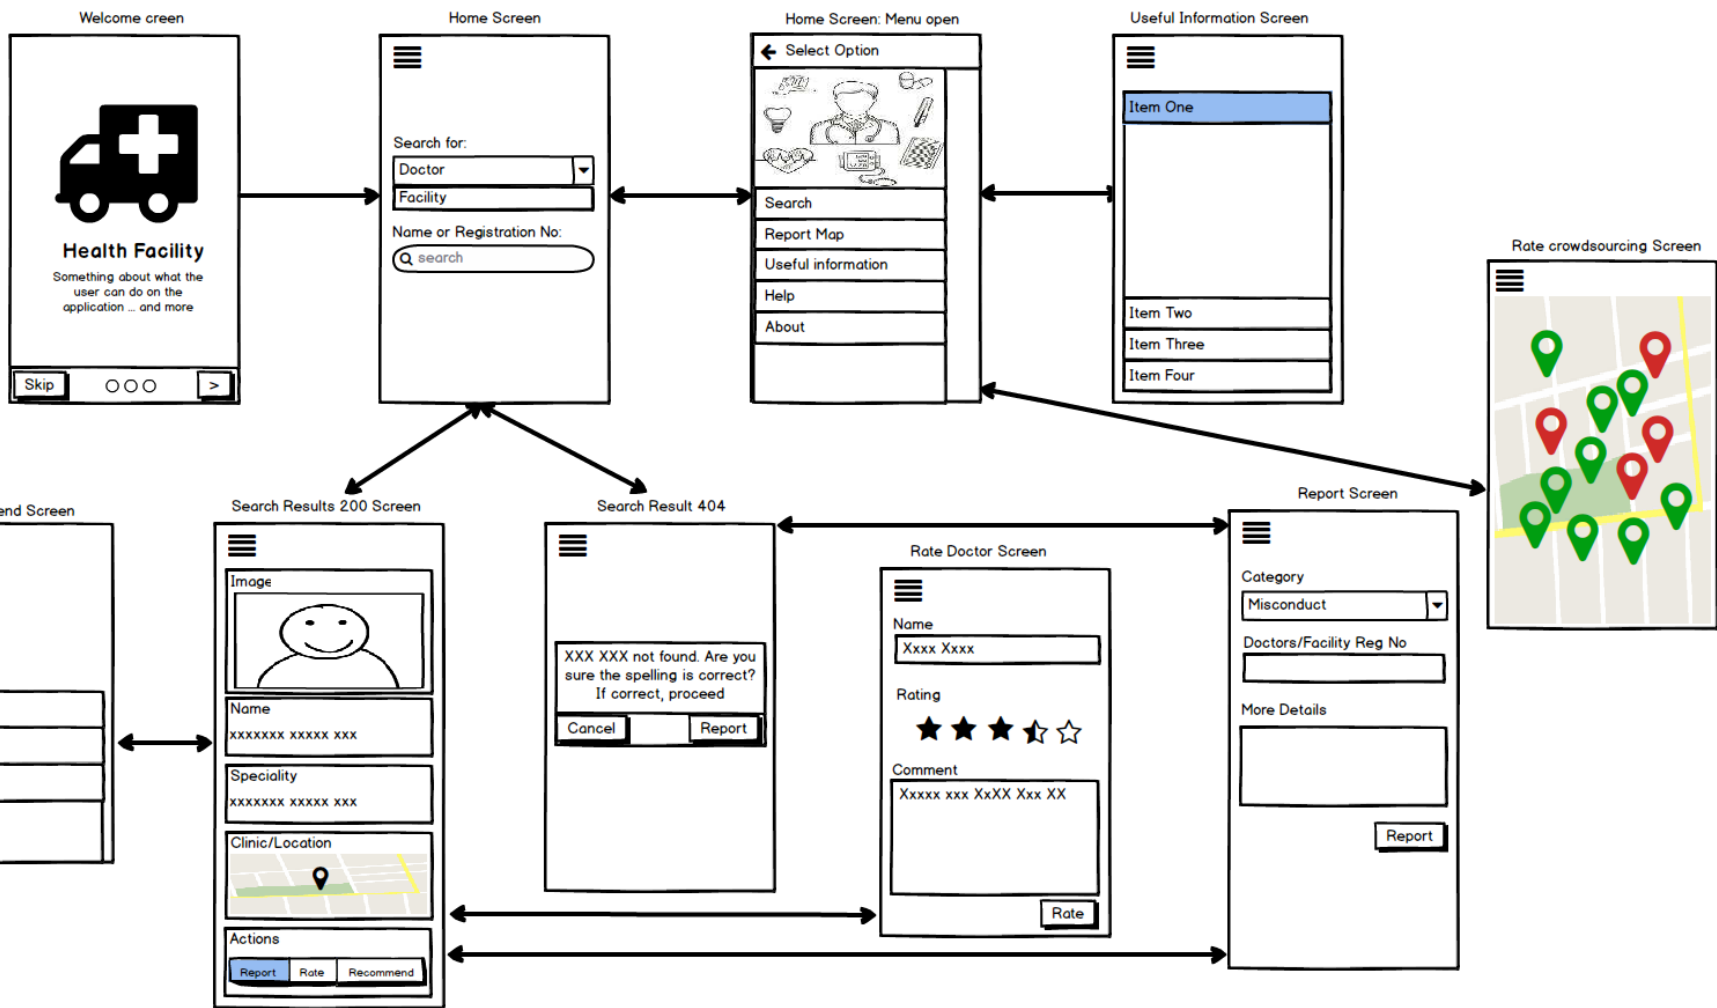 Welcome creen
Health Facility
Something about what the
user can do on the
application ... and more
Skip
>
Home Screen
Search for:
Doctor
Facility
Name or Registration No:
search
Home Screen: Menu open
Select Option
Search
Report Map
Useful information
Help
About
Useful Information Screen
Item One
Item Two
Item Three
Item Four
Rate crowdsourcing Screen
end Screen
Search Results 200 Screen
Image
Name
xxxxxxx xxxxx xxx
Speciality
xxxxxxx xxxxx xxx
Clinic/Location
Actions
Report
Rate
Recommend
Search Result 404
XXX XXX not found. Are you
sure the spelling is correct?
If correct, proceed
Cancel
Report
Rate Doctor Screen
Name
Xxxx Xxxx
Rating
Comment
Xxxxx xxx XxXX Xxx XX
Rate
Report Screen
Category
Misconduct
Doctors/Facility Reg No
More Details
Report